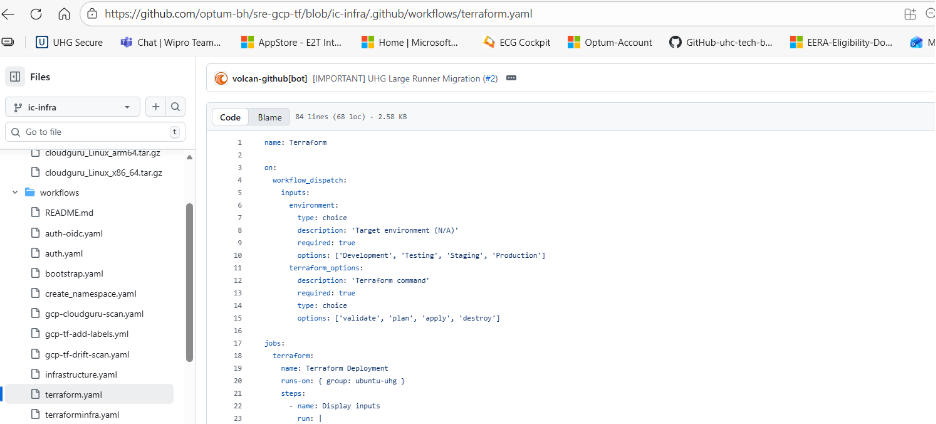 https://github.com/optum-bh/sre-gcp-tf/blob/ic-infra/.github/workflows/terraform.yaml
UHG Secure
Chat | Wipro Team...
AppStore - E2T Int...
Home | Microsoft...
ECG Cockpit
Optum-Account
GitHub-uhc-tech-b...
EERA-Eligibility-Do...
M
Files
ic-infra
Go to file
t
cloudguru_Linux_arm64.tar.gz
cloudguru_Linux_x86_64.tar.gz
workflows
README.md
auth-oidc.yaml
auth.yaml
bootstrap.yaml
create_namespace.yaml
gcp-cloudguru-scan.yaml
gcp-tf-add-labels.yml
gcp-tf-drift-scan.yaml
infrastructure.yaml
terraform.yaml
terraforminfra.yaml
volcan-github[bot] [IMPORTANT] UHG Large Runner Migration (#2)
Code
Blame
84 lines (68 loc) · 2.58 KB
1 name: Terraform
2
3 on:
4 workflow_dispatch:
5 inputs:
6 environment:
7 type: choice
8 description: 'Target environment (N/A)'
9 required: true
10 options: ['Development', 'Testing', 'Staging', 'Production']
11 terraform_options:
12 description: 'Terraform command'
13 required: true
14 type: choice
15 options: ['validate', 'plan', 'apply', 'destroy']
16
17 jobs:
18 terraform:
19 name: Terraform Deployment
20 runs-on: { group: ubuntu-uhg }
21 steps:
22 - name: Display inputs
23 run: |